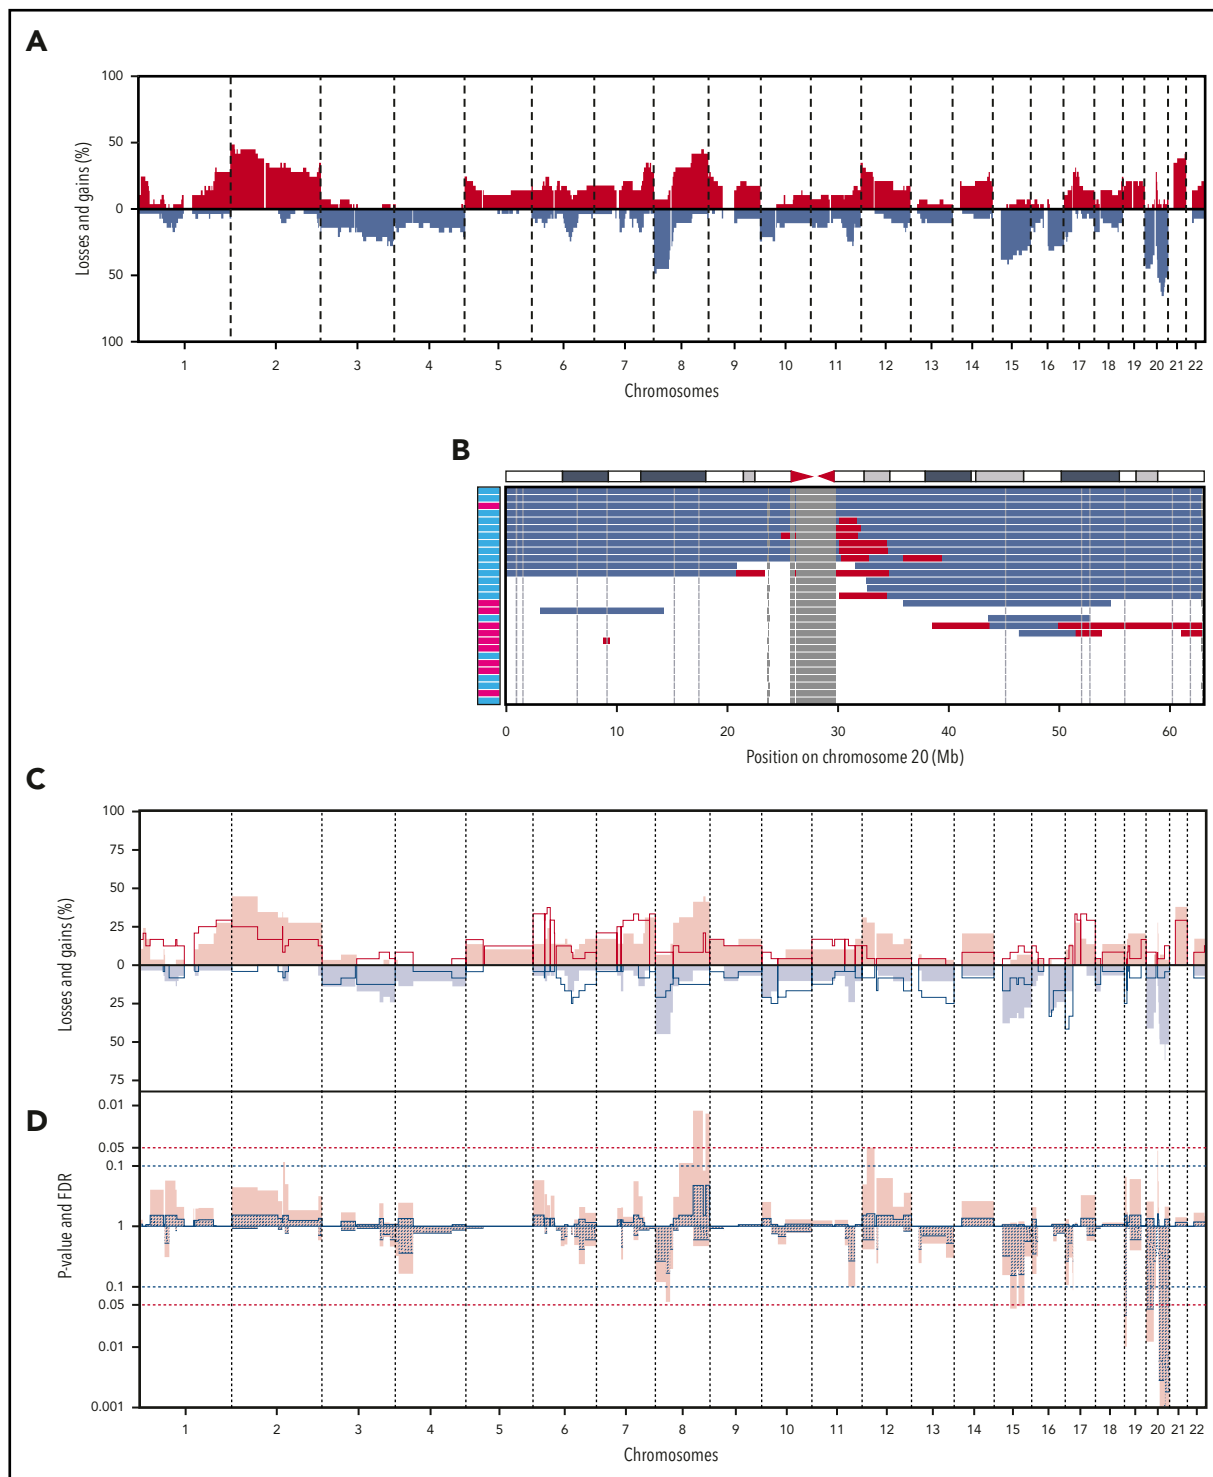 A
Losses and gains (%)
100
50
0
50
100
1 2 3 4 5 6 7 8 9 10 11 12 13 14 15 16 17 18 19 20 21 22
Chromosomes
B
0 10 20 30 40 50 60
Position on chromosome 20 (Mb)
C
Losses and gains (%)
100
75
50
25
0
25
50
75
D
P-value and FDR
0.01
0.05
0.1
1
0.1
0.05
0.01
0.001
1 2 3 4 5 6 7 8 9 10 11 12 13 14 15 16 17 18 19 20 21 22
Chromosomes